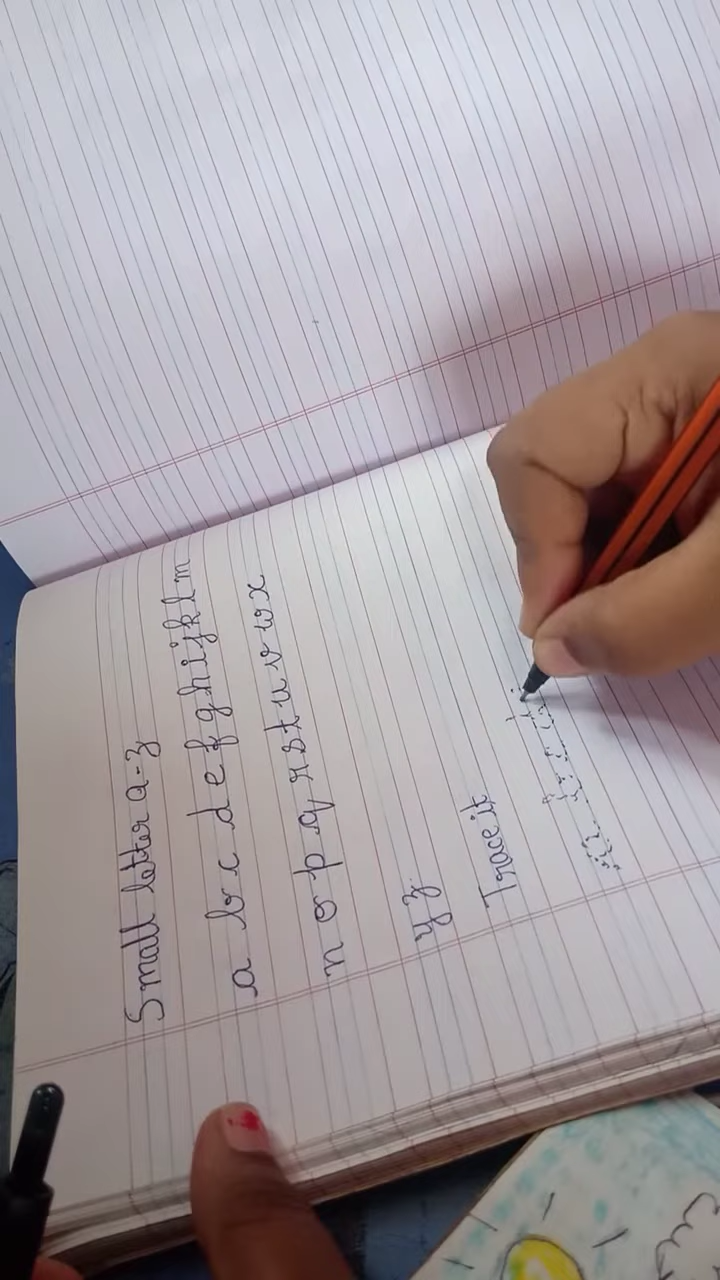 Small letter a-z
a b c d e f g h i j k l m
n o p q r s t u v w x
y z
Trace it
a b c d